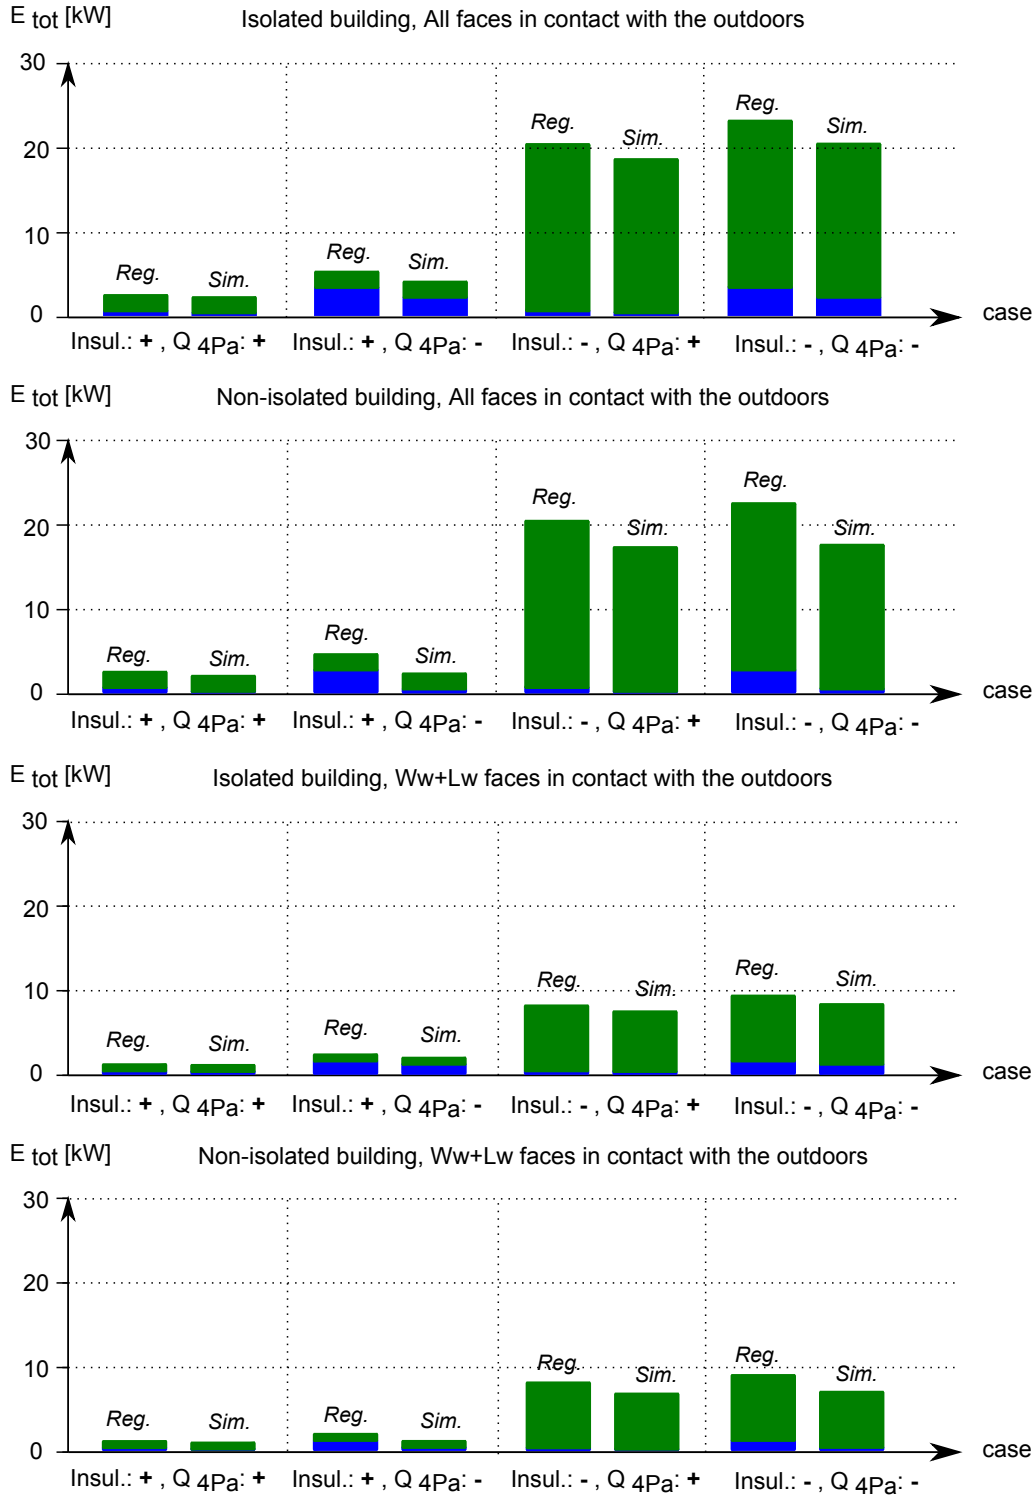 E tot [kW]
Isolated building, All faces in contact with the outdoors
30
20
10
0
Reg.
Sim.
Reg.
Sim.
Reg.
Sim.
Reg.
Sim.
case
Insul.: + , Q 4Pa: +
Insul.: + , Q 4Pa: -
Insul.: - , Q 4Pa: +
Insul.: - , Q 4Pa: -
E tot [kW]
Non-isolated building, All faces in contact with the outdoors
30
20
10
0
Reg.
Sim.
Reg.
Sim.
Reg.
Sim.
Reg.
Sim.
case
Insul.: + , Q 4Pa: +
Insul.: + , Q 4Pa: -
Insul.: - , Q 4Pa: +
Insul.: - , Q 4Pa: -
E tot [kW]
Isolated building, Ww+Lw faces in contact with the outdoors
30
20
10
0
Reg.
Sim.
Reg.
Sim.
Reg.
Sim.
Reg.
Sim.
case
Insul.: + , Q 4Pa: +
Insul.: + , Q 4Pa: -
Insul.: - , Q 4Pa: +
Insul.: - , Q 4Pa: -
E tot [kW]
Non-isolated building, Ww+Lw faces in contact with the outdoors
30
20
10
0
Reg.
Sim.
Reg.
Sim.
Reg.
Sim.
Reg.
Sim.
case
Insul.: + , Q 4Pa: +
Insul.: + , Q 4Pa: -
Insul.: - , Q 4Pa: +
Insul.: - , Q 4Pa: -